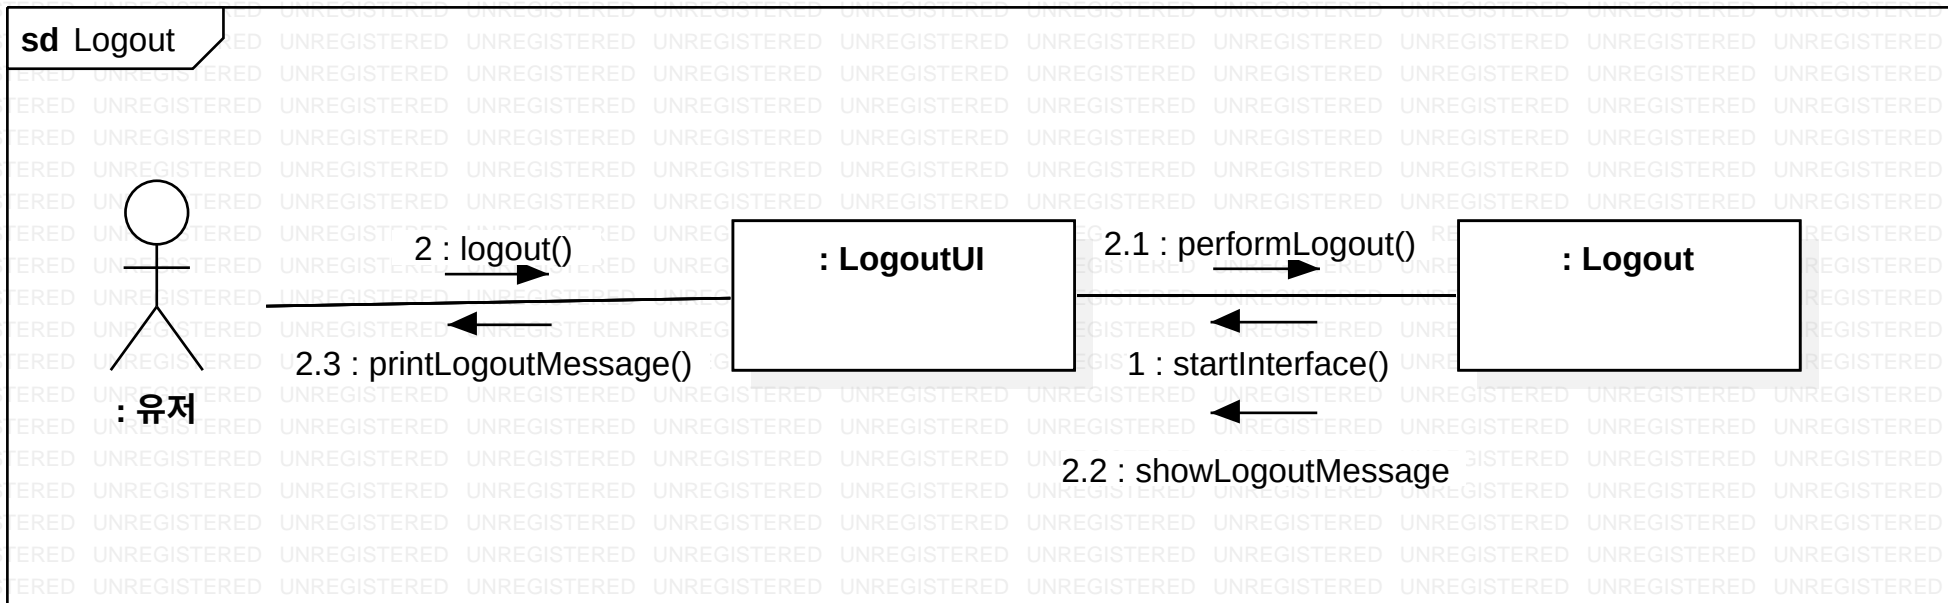 sd Logout
2 : logout()
2.1 : performLogout()
: LogoutUI
: Logout
2.3 : printLogoutMessage()
1 : startInterface()
: 유저
2.2 : showLogoutMessage
UNREGISTERED